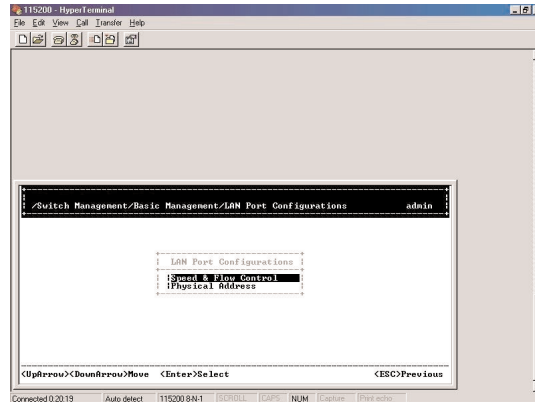 115200 - HyperTerminal
File Edit View Call Transfer Help
/Switch Management/Basic Management/LAN Port Configurations admin
LAN Port Configurations
Speed & Flow Control
Physical Address
<UpArrow><DownArrow>Move <Enter>Select <ESC>Previous
Connected 0:20:19 Auto detect 115200 8-N-1 SCROLL CAPS NUM Capture Print echo